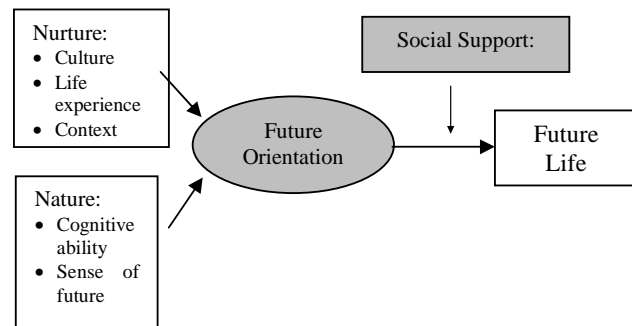 Nurture:
• Culture
• Life
experience
• Context
Social Support:
Future
Orientation
Future
Life
Nature:
• Cognitive
ability
• Sense of
future